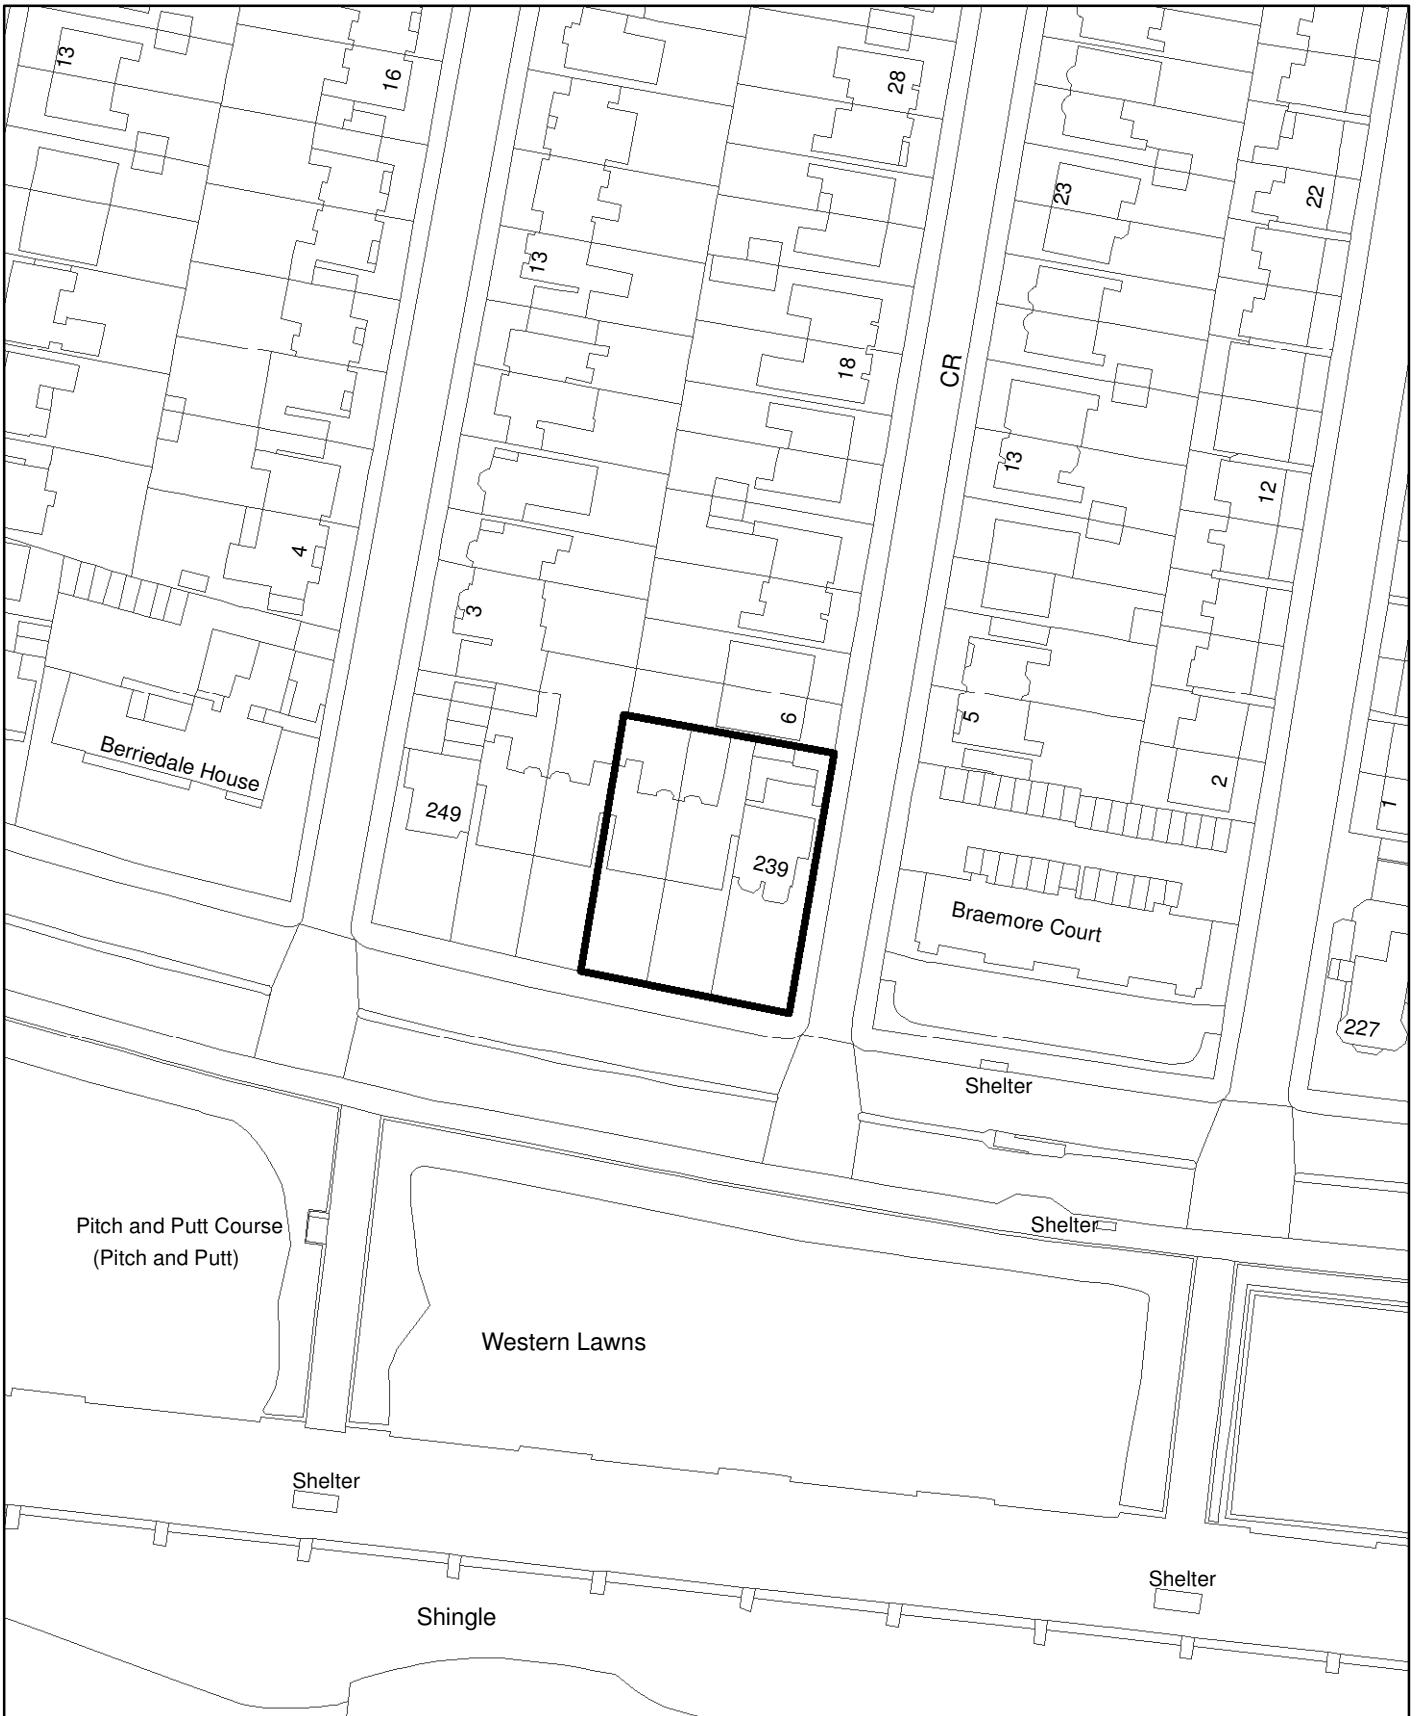 13
16
28
23
22
13
18
CR
13
12
4
3
6
5
2
1
Berriedale House
249
239
Braemore Court
227
Shelter
Shelter
Pitch and Putt Course
(Pitch and Putt)
Western Lawns
Shelter
Shelter
Shingle